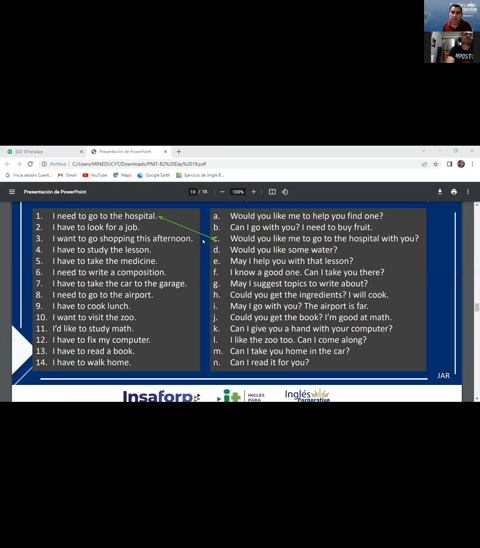 (252) WhatsApp
Presentación de PowerPoint
Archivo
C:/Users/MINEDUCYT/Downloads/PNIT-82%20Day%2019.pdf
Gmail
YouTube
Maps
Google Earth
Presentación de PowerPoint
10 / 18
100%
1. I need to go to the hospital.
2. I have to look for a job.
3. I want to go shopping this afternoon.
4. I have to study the lesson.
5. I have to take the medicine.
6. I need to write a composition.
7. I have to take the car to the garage.
8. I need to go to the airport.
9. I have to cook lunch.
10. I want to visit the zoo.
11. I'd like to study math.
12. I have to fix my computer.
13. I have to read a book.
14. I have to walk home.
a. Would you like me to help you find one?
b. Can I go with you? I need to buy fruit.
c. Would you like me to go to the hospital with you?
d. Would you like some water?
e. May I help you with that lesson?
f. I know a good one. Can I take you there?
g. May I suggest topics to write about?
h. Could you get the ingredients? I will cook.
i. May I go with you? The airport is far.
j. Could you get the book? I'm good at math.
k. Can I give you a hand with your computer?
l. I like the zoo too. Can I come along?
m. Can I take you home in the car?
n. Can I read it for you?
JAR
Insaforp
it+
INGLÉS
PARA
Inglés
Corporativo